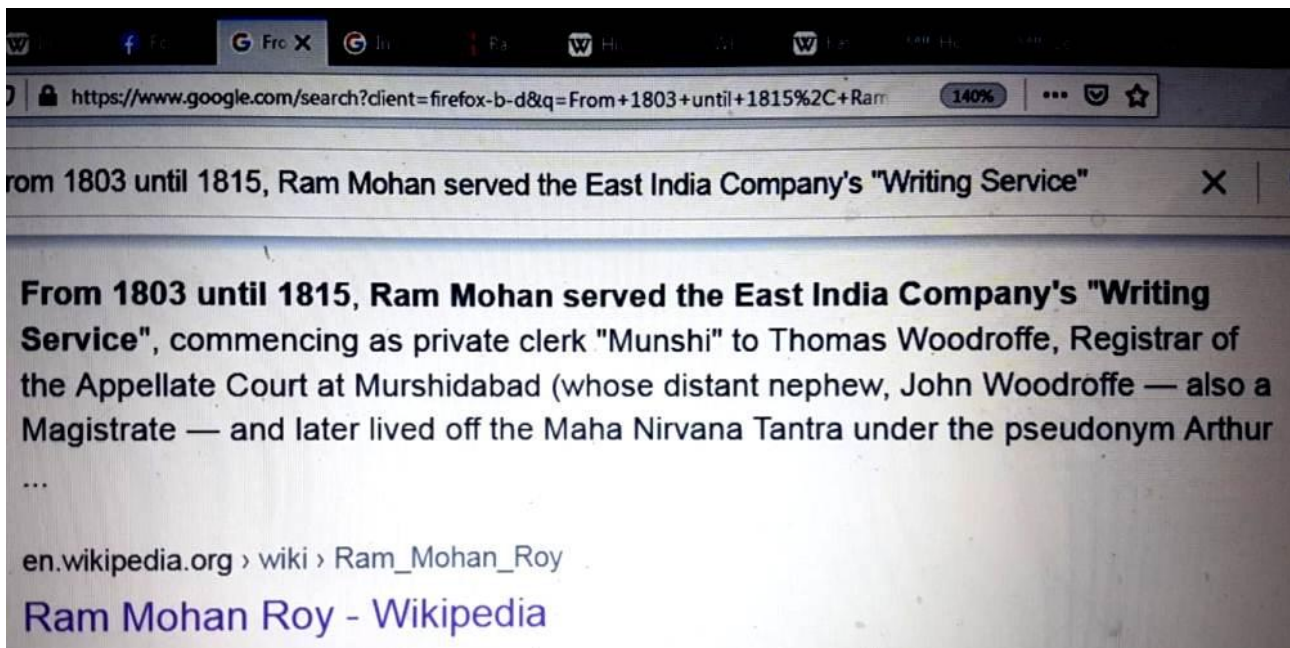 Fro
https://www.google.com/search?client=firefox-b-d&q=From+1803+until+1815%2C+Ram
140%
rom 1803 until 1815, Ram Mohan served the East India Company's "Writing Service"
From 1803 until 1815, Ram Mohan served the East India Company's "Writing
Service", commencing as private clerk "Munshi" to Thomas Woodroffe, Registrar of
the Appellate Court at Murshidabad (whose distant nephew, John Woodroffe — also a
Magistrate — and later lived off the Maha Nirvana Tantra under the pseudonym Arthur
...
en.wikipedia.org › wiki › Ram_Mohan_Roy
Ram Mohan Roy - Wikipedia